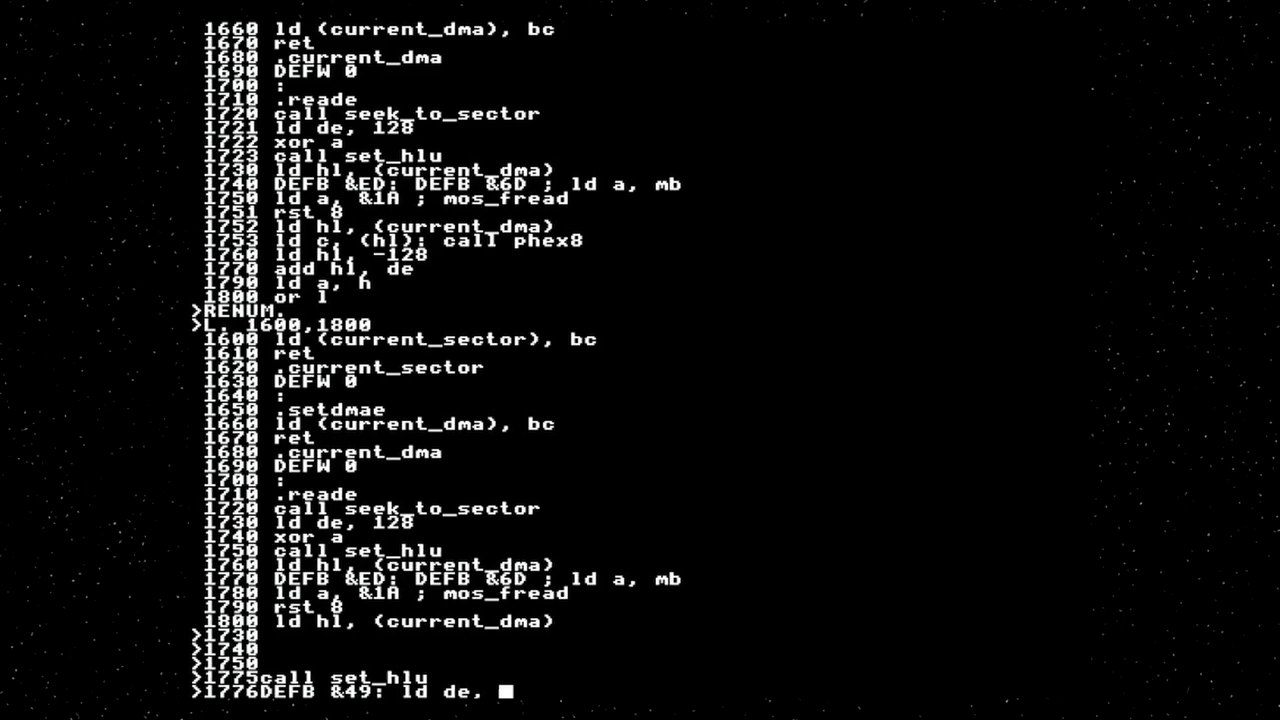 1660 ld (current_dma), bc
1670 ret
1680 .current_dma
1690 DEFW 0
1700 :
1710 .reade
1720 call seek_to_sector
1721 ld de, 128
1722 xor a
1723 call set_hlu
1730 ld hl, (current_dma)
1740 DEFB &ED: DEFB &6D ; ld a, mb
1750 ld a, &1A ; mos_fread
1751 rst 8
1752 ld hl, (current_dma)
1753 ld c, (hl): call phex8
1760 ld hl, -128
1770 add hl, de
1790 ld a, h
1800 or l
>RENUM.
>L. 1600,1800
1600 ld (current_sector), bc
1610 ret
1620 .current_sector
1630 DEFW 0
1640 :
1650 .setdmae
1660 ld (current_dma), bc
1670 ret
1680 .current_dma
1690 DEFW 0
1700 :
1710 .reade
1720 call seek_to_sector
1730 ld de, 128
1740 xor a
1750 call set_hlu
1760 ld hl, (current_dma)
1770 DEFB &ED: DEFB &6D ; ld a, mb
1780 ld a, &1A ; mos_fread
1790 rst 8
1800 ld hl, (current_dma)
>1730
>1740
>1750
>1775call set_hlu
>1776DEFB &49: ld de,